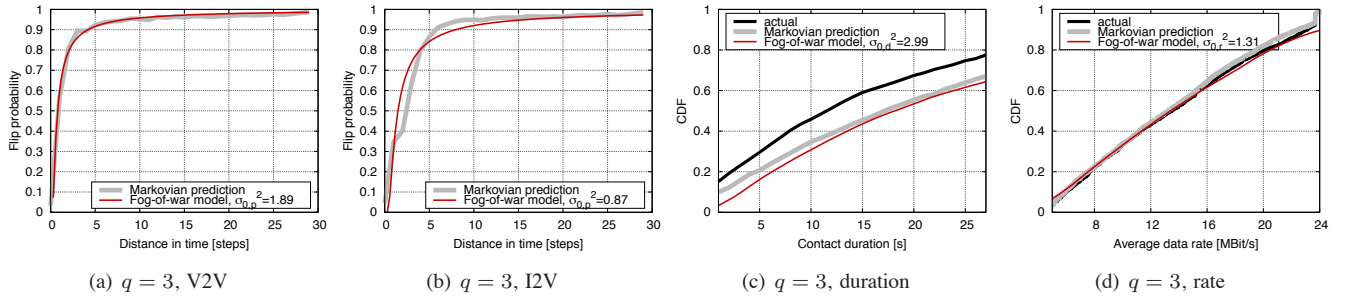 Flip probability
1
0.9
0.8
0.7
0.6
0.5
0.4
0.3
0.2
0.1
0
Markovian prediction
Fog-of-war model, σ₀,ₚ²=1.89
0 5 10 15 20 25 30
Distance in time [steps]
(a) q = 3, V2V
Flip probability
1
0.9
0.8
0.7
0.6
0.5
0.4
0.3
0.2
0.1
0
Markovian prediction
Fog-of-war model, σ₀,ₚ²=0.87
0 5 10 15 20 25 30
Distance in time [steps]
(b) q = 3, I2V
CDF
1
0.8
0.6
0.4
0.2
0
actual
Markovian prediction
Fog-of-war model, σ_{0,d}²=2.99
5 10 15 20 25
Contact duration [s]
(c) q = 3, duration
CDF
1
0.8
0.6
0.4
0.2
0
actual
Markovian prediction
Fog-of-war model, σ₀,ᵣ²=1.31
8 12 16 20 24
Average data rate [MBit/s]
(d) q = 3, rate